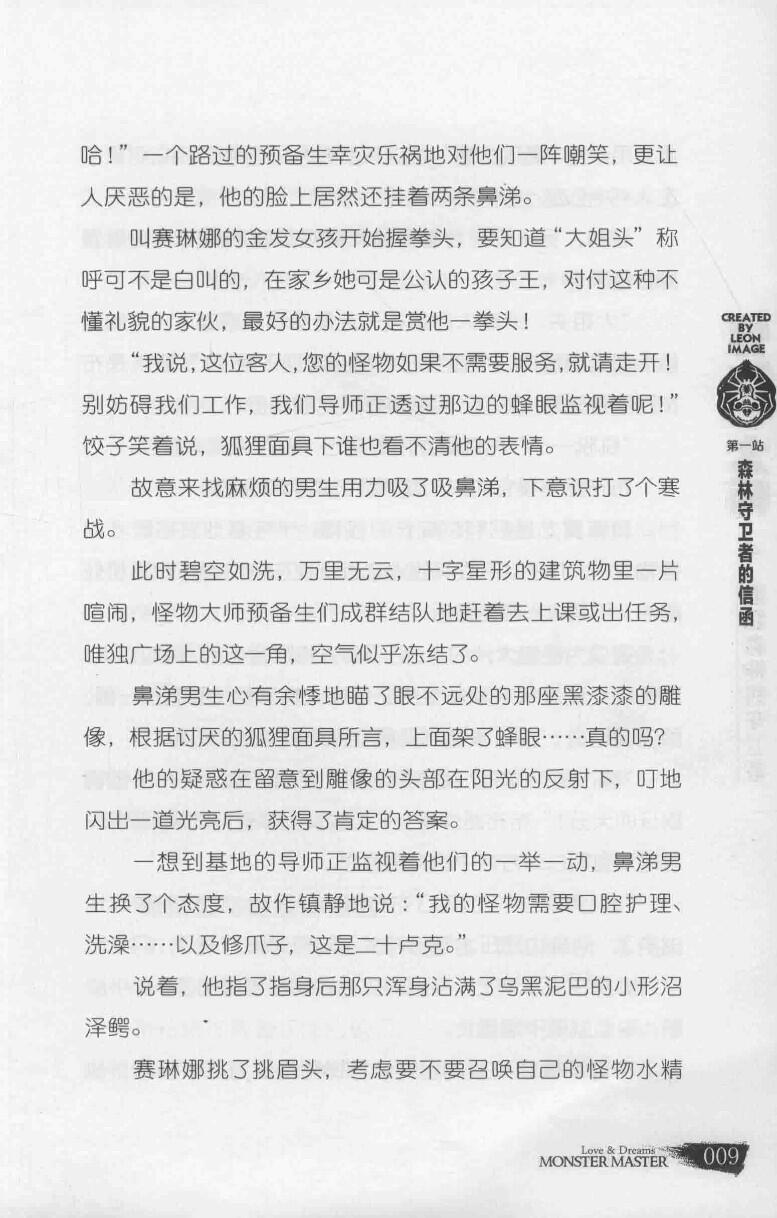 哈！”一个路过的预备生幸灾乐祸地对他们一阵嘲笑，更让
人厌恶的是，他的脸上居然还挂着两条鼻涕。
叫赛琳娜的金发女孩开始握拳头，要知道“大姐头”称
呼可不是白叫的，在家乡她可是公认的孩子王，对付这种不
懂礼貌的家伙，最好的办法就是赏他一拳头！
“我说，这位客人，您的怪物如果不需要服务，就请走开！
别妨碍我们工作，我们导师正透过那边的蜂眼监视着呢！”
饺子笑着说，狐狸面具下谁也看不清他的表情。
故意来找麻烦的男生用力吸了吸鼻涕，下意识打了个寒
战。
此时碧空如洗，万里无云，十字星形的建筑物里一片
喧闹，怪物大师预备生们成群结队地赶着去上课或出任务，
唯独广场上的这一角，空气似乎冻结了。
鼻涕男生心有余悸地瞄了眼不远处的那座黑漆漆的雕
像，根据讨厌的狐狸面具所言，上面架了蜂眼……真的吗？
他的疑惑在留意到雕像的头部在阳光的反射下，叮地
闪出一道光亮后，获得了肯定的答案。
一想到基地的导师正监视着他们的一举一动，鼻涕男
生换了个态度，故作镇静地说：“我的怪物需要口腔护理、
洗澡……以及修爪子，这是二十卢克。”
说着，他指了指身后那只浑身沾满了乌黑泥巴的小形沼
泽鳄。
赛琳娜挑了挑眉头，考虑要不要召唤自己的怪物水精
CREATED
BY
LEON
IMAGE
第一站
森林守卫者的信函
Love & Dreams
MONSTER MASTER
009